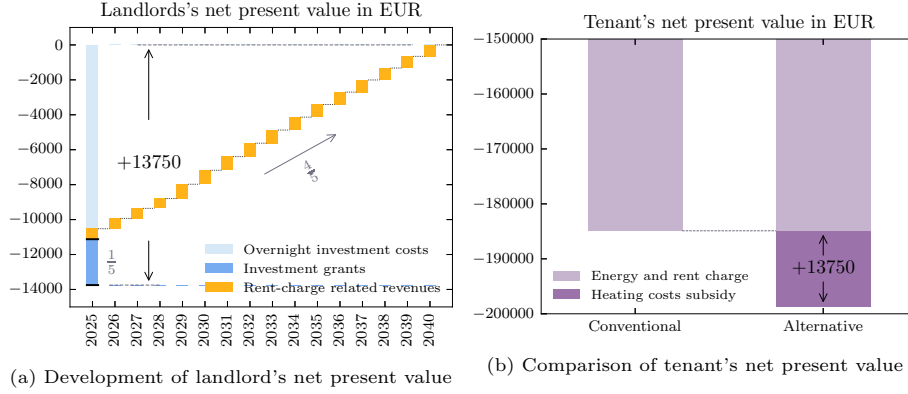 Landlords's net present value in EUR
0
−2000
−4000
−6000
−8000
−10000
−12000
−14000
+13750
1/5
4/5
Overnight investment costs
Investment grants
Rent-charge related revenues
2025 2026 2027 2028 2029 2030 2031 2032 2033 2034 2035 2036 2037 2038 2039 2040
(a) Development of landlord's net present value
Tenant's net present value in EUR
−150000
−160000
−170000
−180000
−190000
−200000
+13750
Energy and rent charge
Heating costs subsidy
Conventional Alternative
(b) Comparison of tenant's net present value